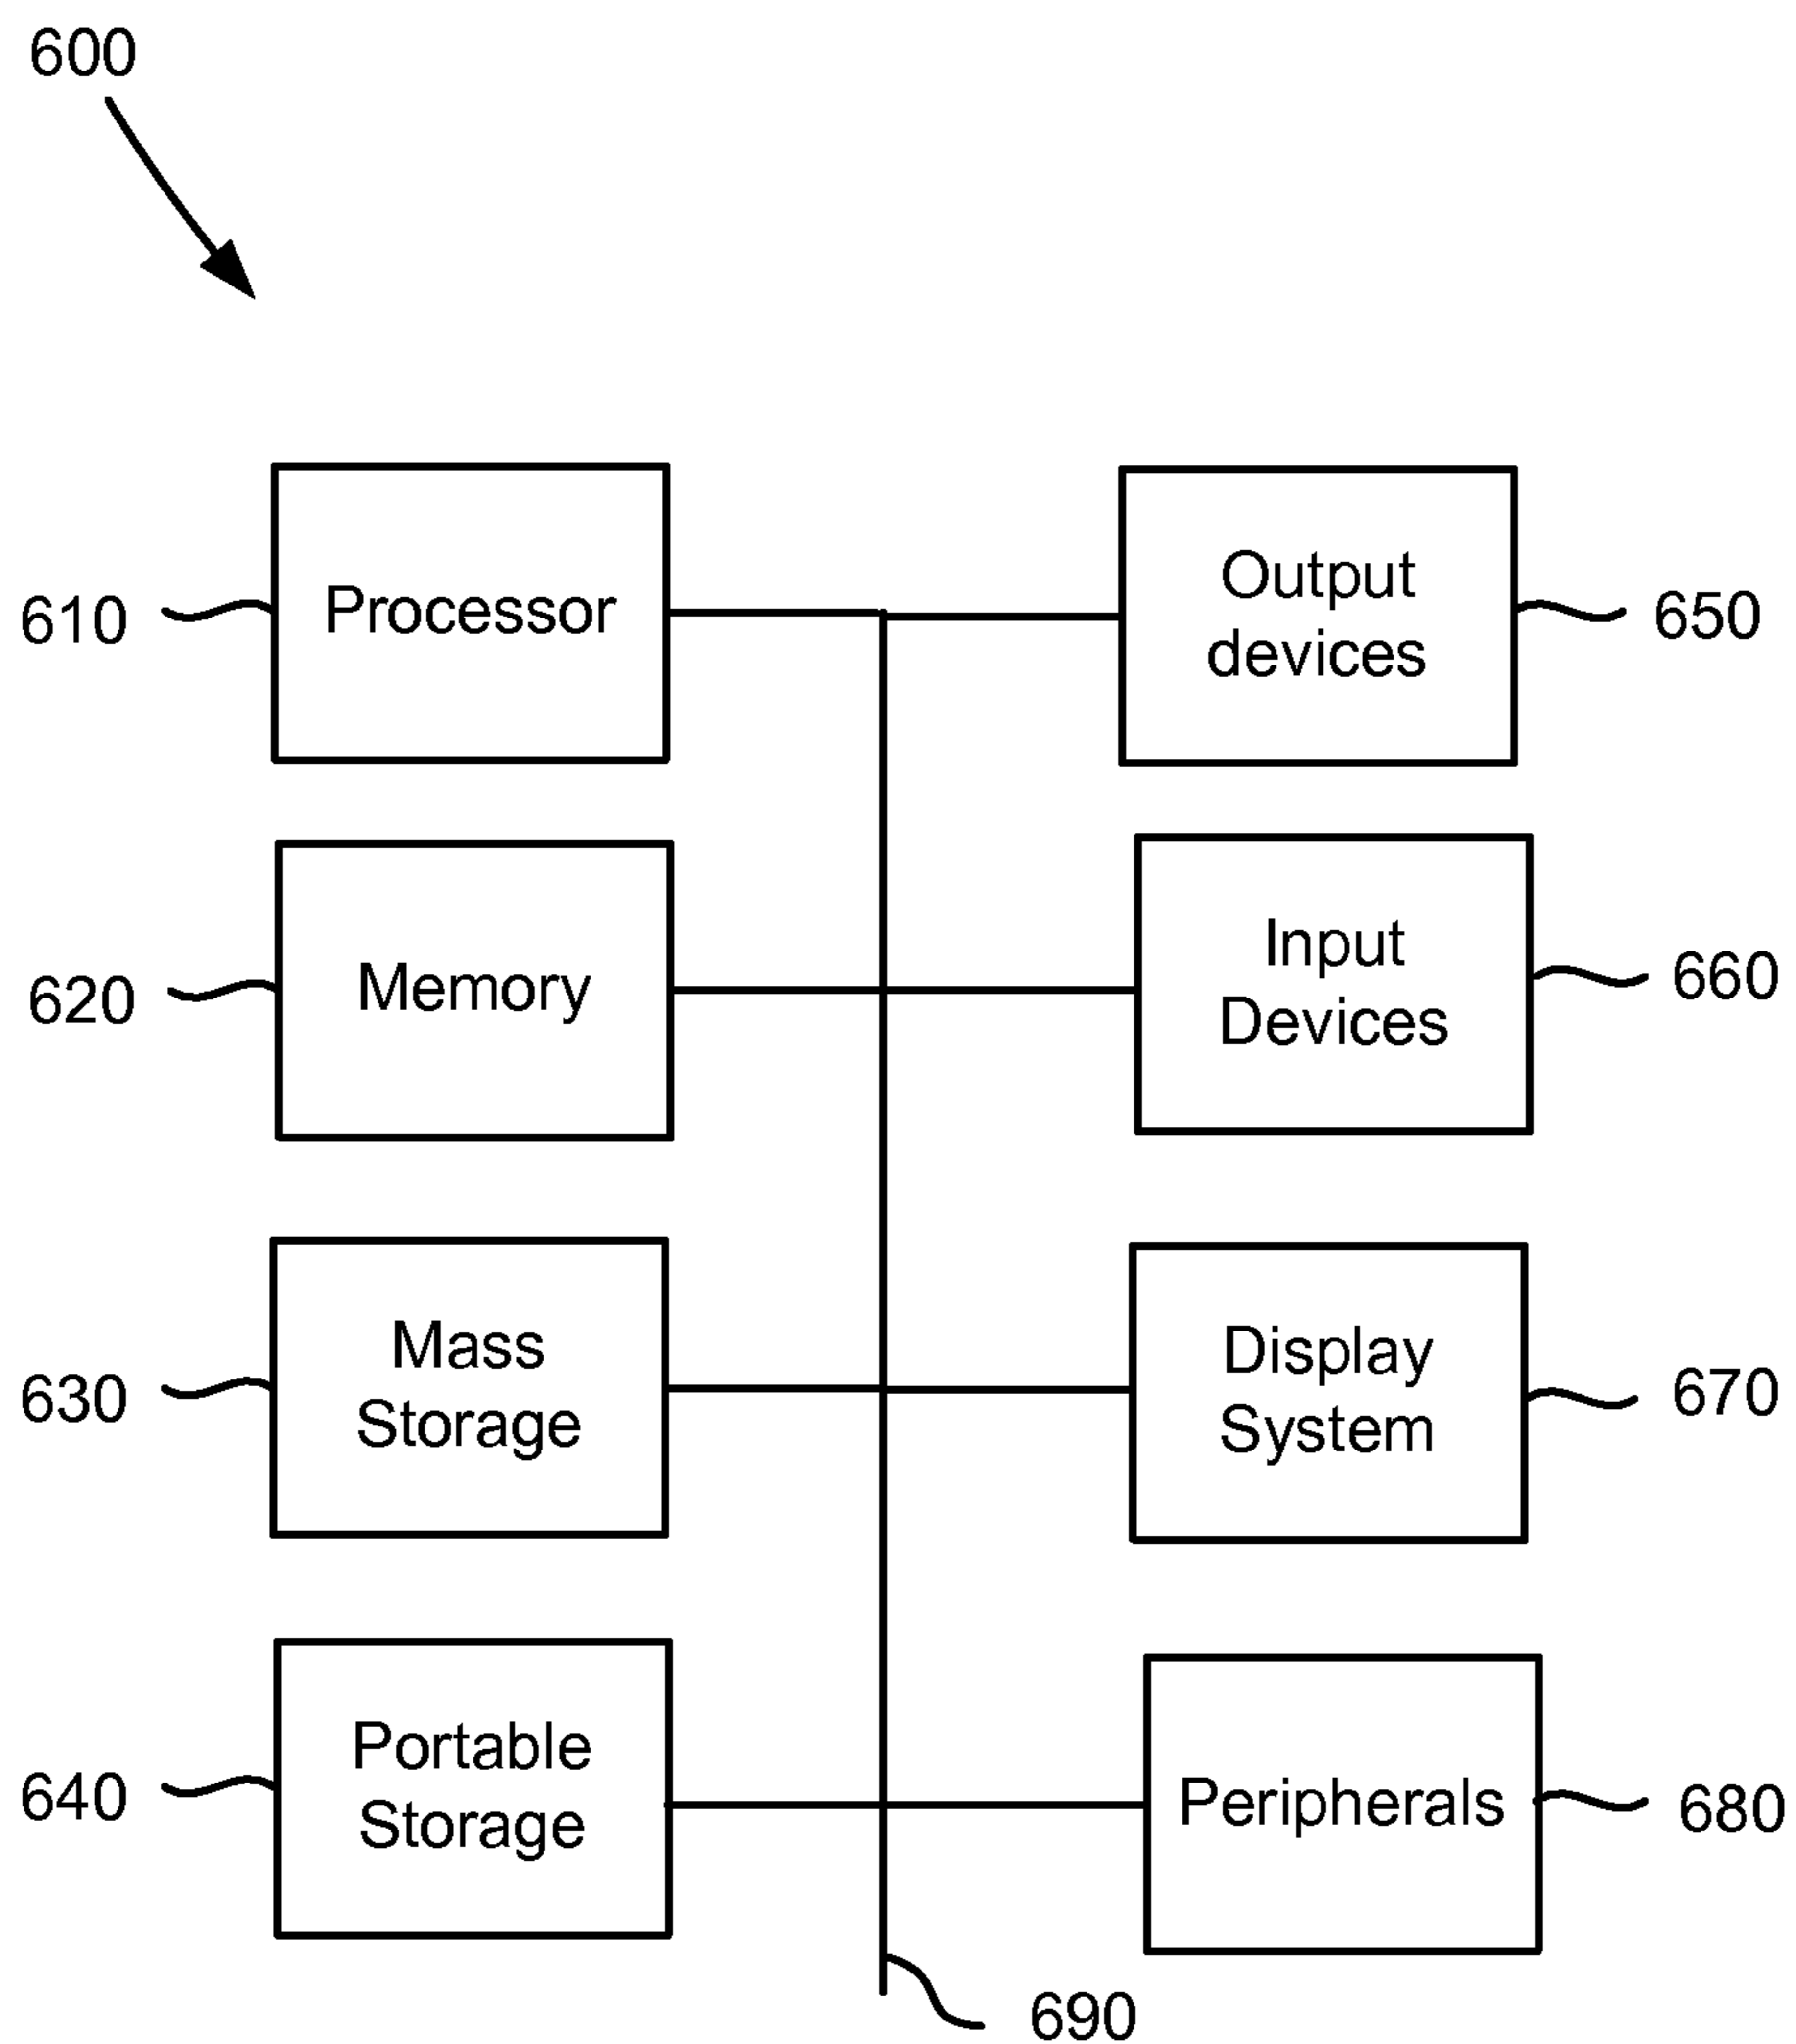 600
610
Processor
Output
devices
650
620
Memory
Input
Devices
660
630
Mass
Storage
Display
System
670
640
Portable
Storage
Peripherals
680
690